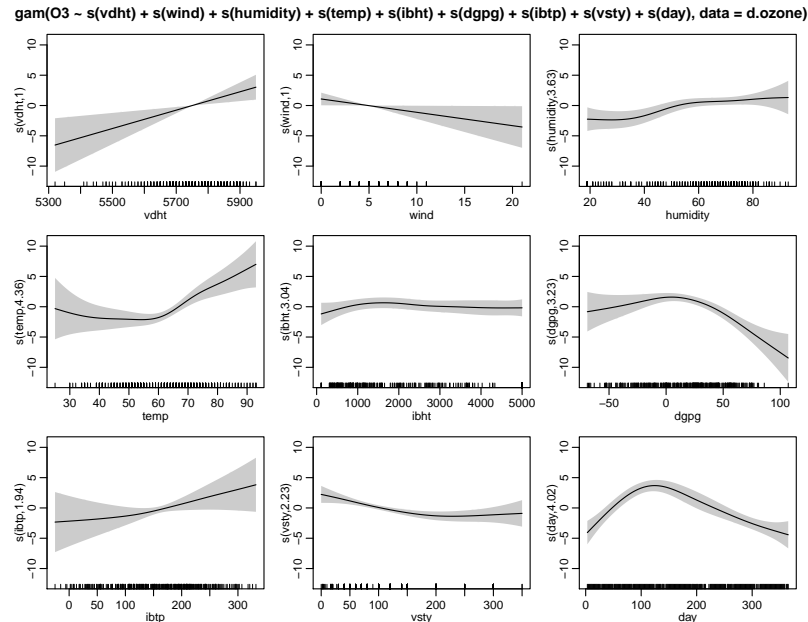 gam(O3 ~ s(vdht) + s(wind) + s(humidity) + s(temp) + s(ibht) + s(dgpg) + s(ibtp) + s(vsty) + s(day), data = d.ozone)
s(vdht,1)
10
5
0
−5
−10
5300 5500 5700 5900
vdht
s(wind,1)
10
5
0
−5
−10
0 5 10 15 20
wind
s(humidity,3.63)
10
5
0
−5
−10
20 40 60 80
humidity
s(temp,4.36)
10
5
0
−5
−10
30 40 50 60 70 80 90
temp
s(ibht,3.04)
10
5
0
−5
−10
0 1000 2000 3000 4000 5000
ibht
s(dgpg,3.23)
10
5
0
−5
−10
−50 0 50 100
dgpg
s(ibtp,1.94)
10
5
0
−5
−10
0 50 100 150 200 300
ibtp
s(vsty,2.23)
10
5
0
−5
−10
0 50 100 150 200 250 300 350
vsty
s(day,4.02)
10
5
0
−5
−10
0 100 200 300
day